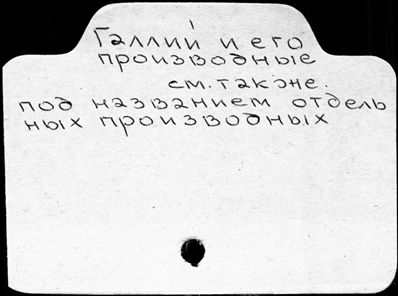 Галлий и его
производные
см. также.
под названием отдель
ных производных